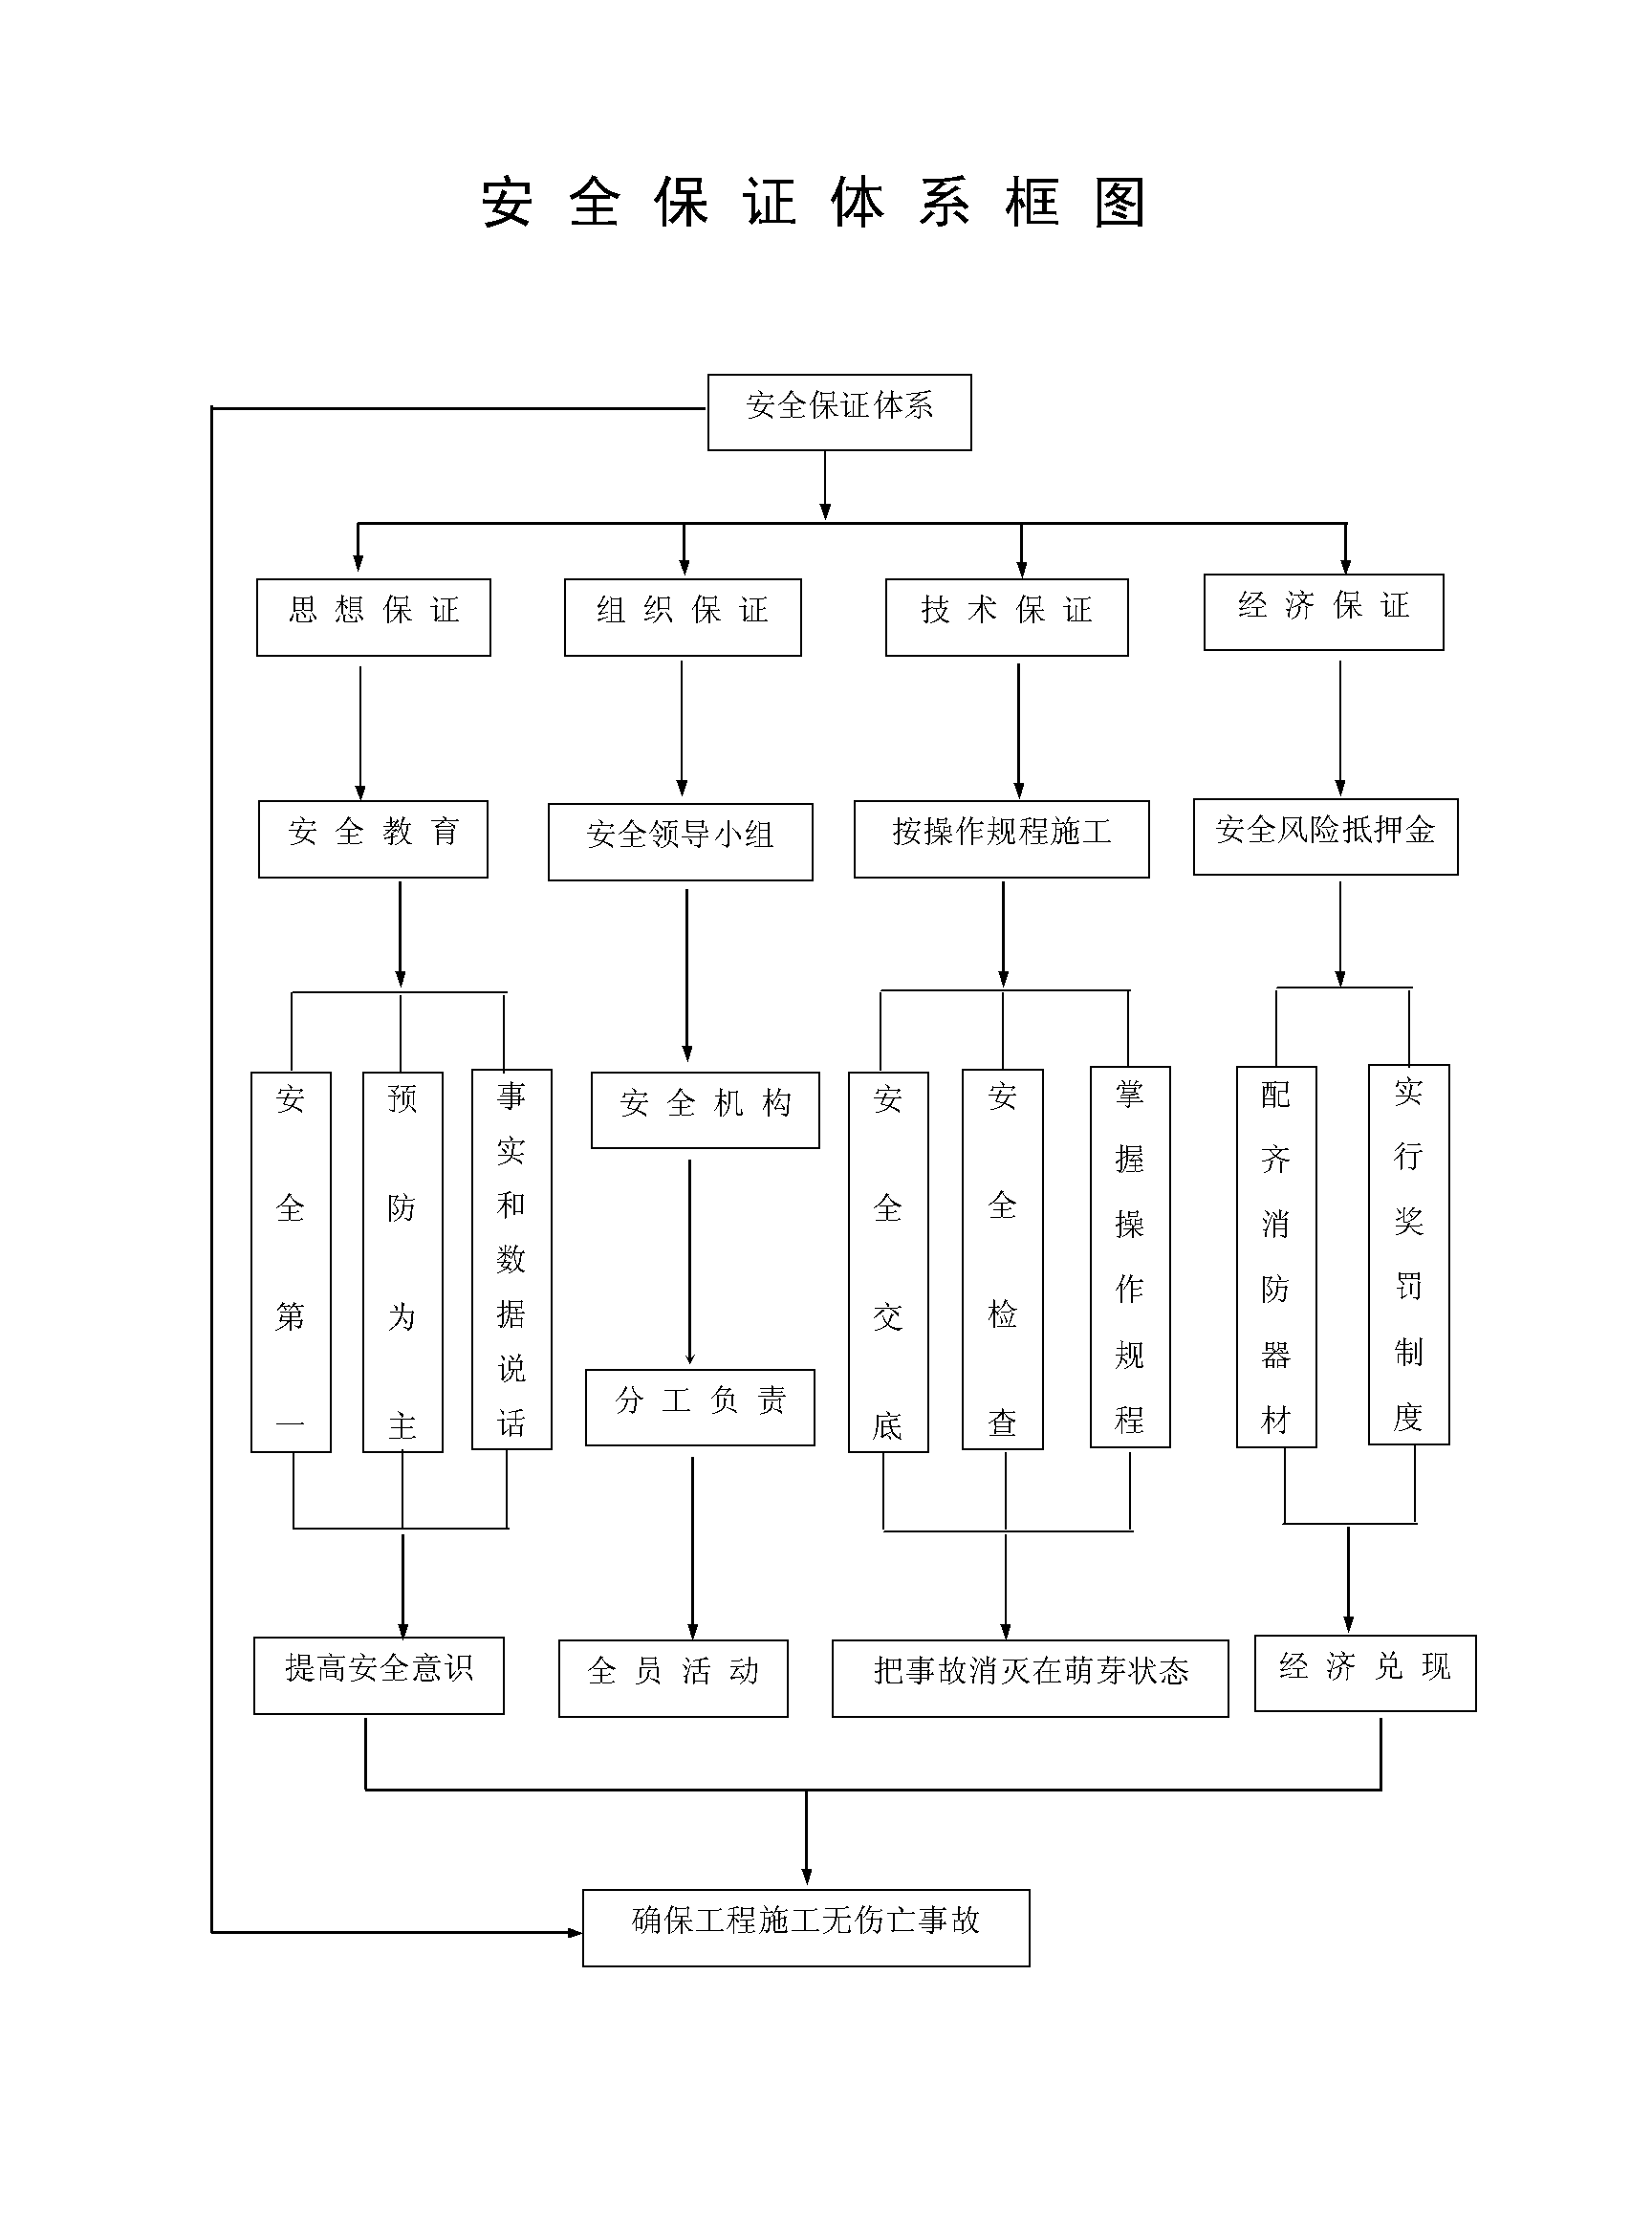 安全保证体系框图
安全保证体系
思想保证
组织保证
技术保证
经济保证
安全教育
安全领导小组
按操作规程施工
安全风险抵押金
安全第一
预防为主
事实和数据说话
安全机构
分工负责
安全交底
安全检查
掌握操作规程
配齐消防器材
实行奖罚制度
提高安全意识
全员活动
把事故消灭在萌芽状态
经济兑现
确保工程施工无伤亡事故